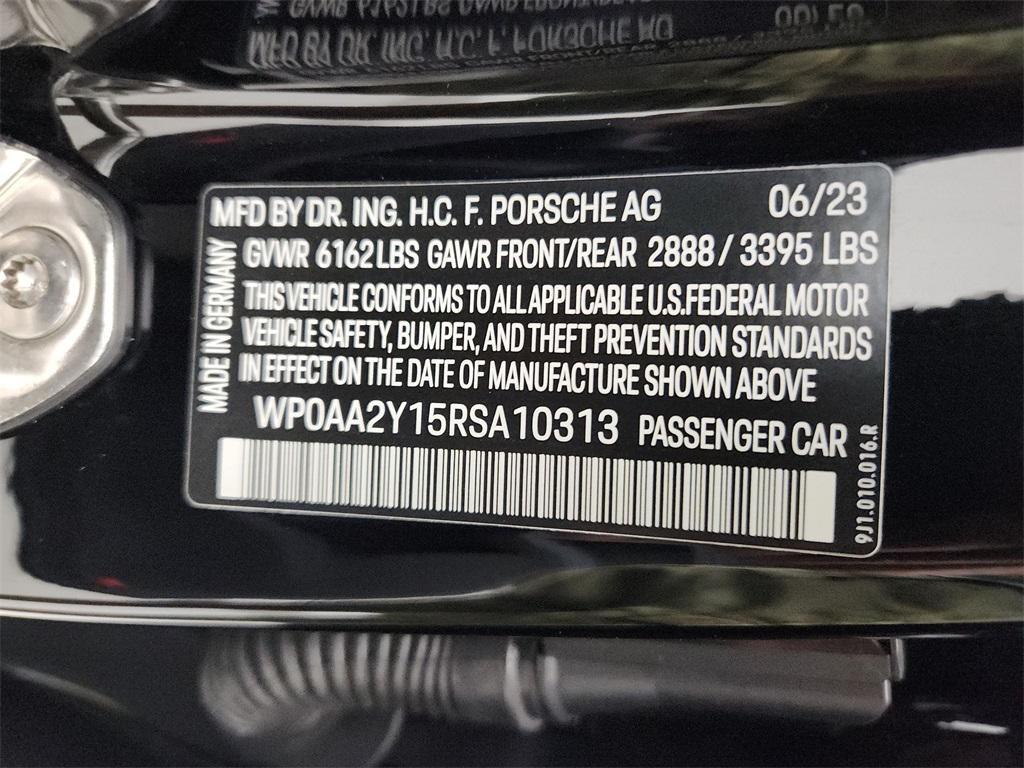 MFD BY DR. ING. H.C. F. PORSCHE AG 06/23
GVWR 6162 LBS GAWR FRONT/REAR 2888 / 3395 LBS
THIS VEHICLE CONFORMS TO ALL APPLICABLE U.S.FEDERAL MOTOR
VEHICLE SAFETY, BUMPER, AND THEFT PREVENTION STANDARDS
IN EFFECT ON THE DATE OF MANUFACTURE SHOWN ABOVE
WP0AA2Y15RSA10313 PASSENGER CAR
MADE IN GERMANY
9J1.010.016.R